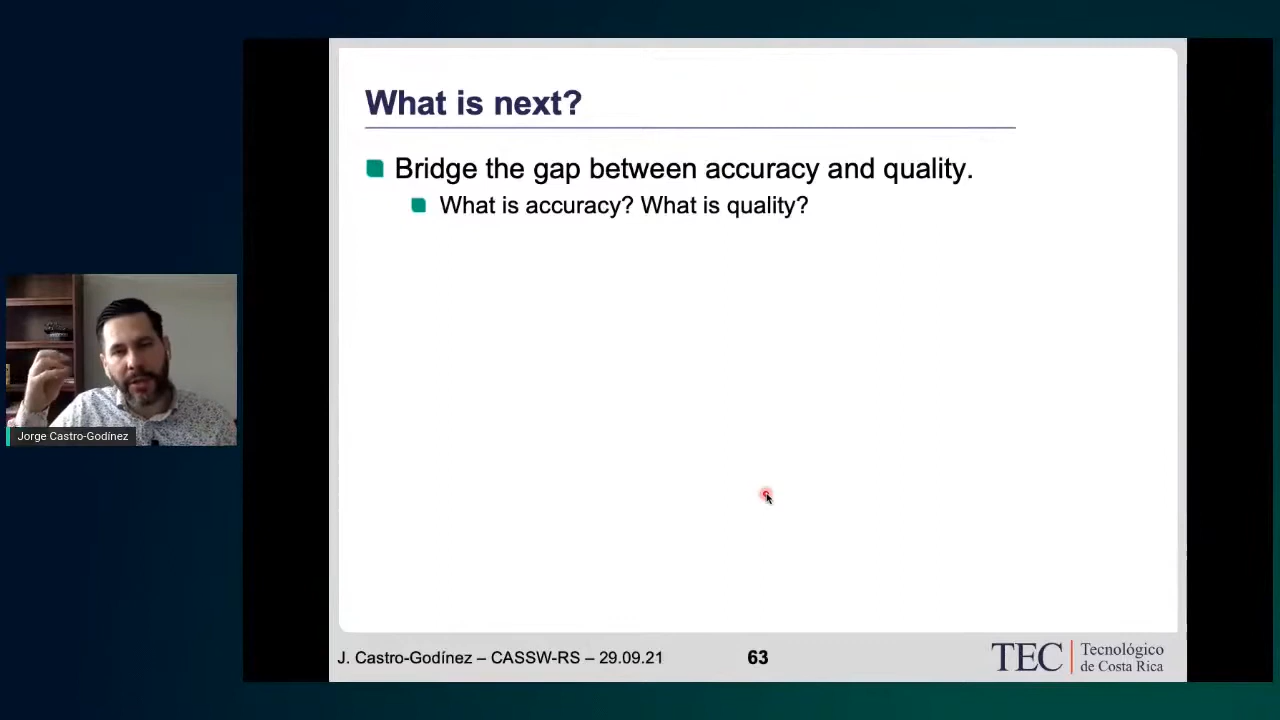 What is next?
Bridge the gap between accuracy and quality.
What is accuracy? What is quality?
Jorge Castro-Godínez
J. Castro-Godínez – CASSW-RS – 29.09.21
63
TEC
Tecnológico
de Costa Rica